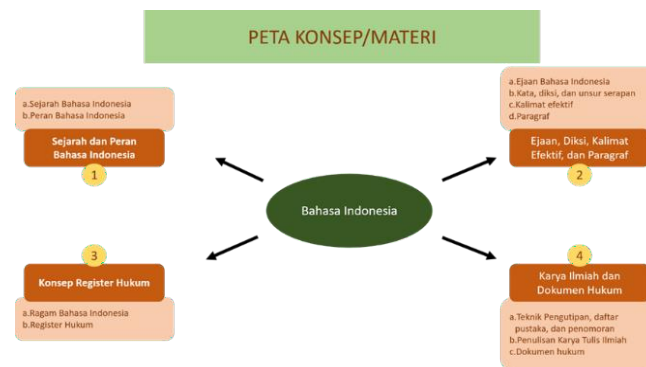 PETA KONSEP/MATERI
a.Sejarah Bahasa Indonesia
b.Peran Bahasa Indonesia
Sejarah dan Peran
Bahasa Indonesia
1
a.Ejaan Bahasa Indonesia
b.Kata, diksi, dan unsur serapan
c.Kalimat efektif
d.Paragraf
Ejaan, Diksi, Kalimat
Efektif, dan Paragraf
2
Bahasa Indonesia
3
Konsep Register Hukum
a.Ragam Bahasa Indonesia
b.Register Hukum
4
Karya Ilmiah dan
Dokumen Hukum
a.Teknik Pengutipan, daftar
pustaka, dan penomoran
b.Penulisan Karya Tulis Ilmiah
c.Dokumen hukum